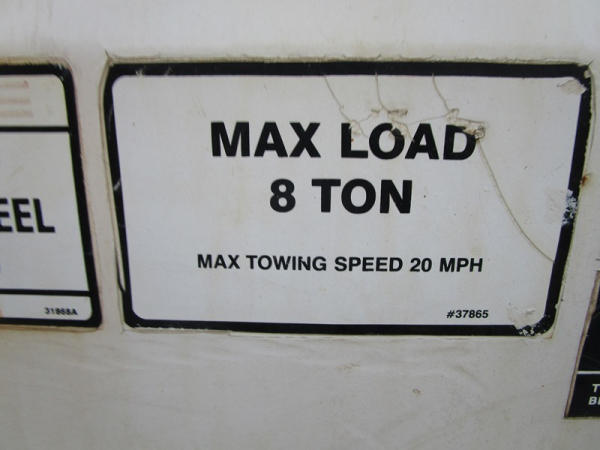 MAX LOAD
8 TON
MAX TOWING SPEED 20 MPH
#37865
EEL
31868A